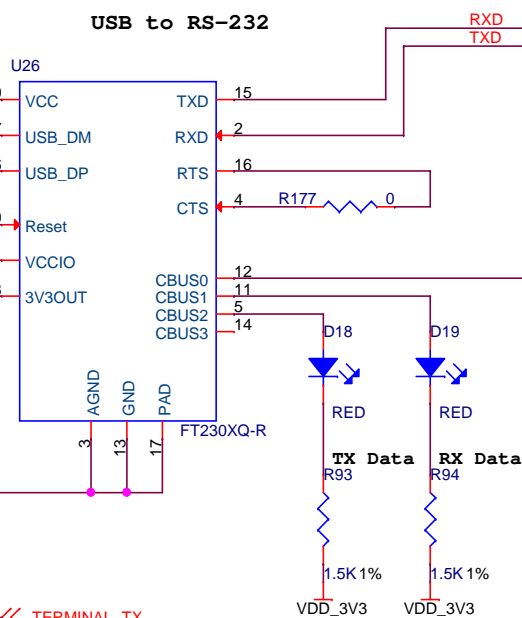 USB to RS-232
RXD
TXD
U26
VCC
TXD
15
USB_DM
RXD
2
USB_DP
RTS
16
CTS
4
R177
0
Reset
VCCIO
CBUS0
12
3V3OUT
CBUS1
11
CBUS2
5
CBUS3
14
D18
D19
AGND
GND
PAD
RED
RED
FT230XQ-R
3
13
17
TX Data
RX Data
R93
R94
1.5K 1%
1.5K 1%
VDD_3V3
VDD_3V3
TERMINAL_TX